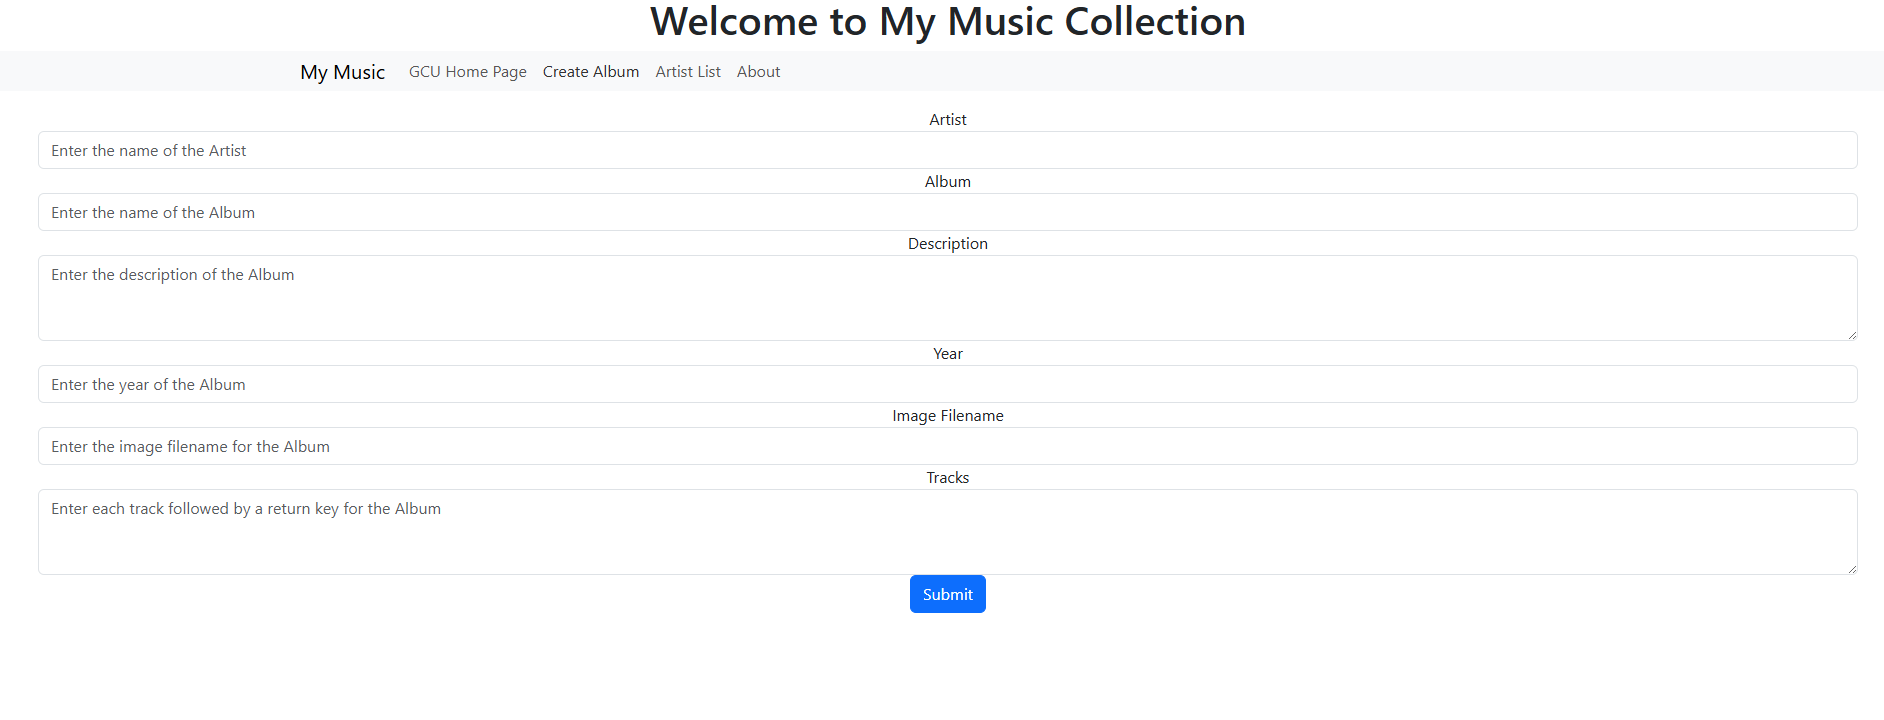 Welcome to My Music Collection
My Music GCU Home Page Create Album Artist List About
Artist
Enter the name of the Artist
Album
Enter the name of the Album
Description
Enter the description of the Album
Year
Enter the year of the Album
Image Filename
Enter the image filename for the Album
Tracks
Enter each track followed by a return key for the Album
Submit